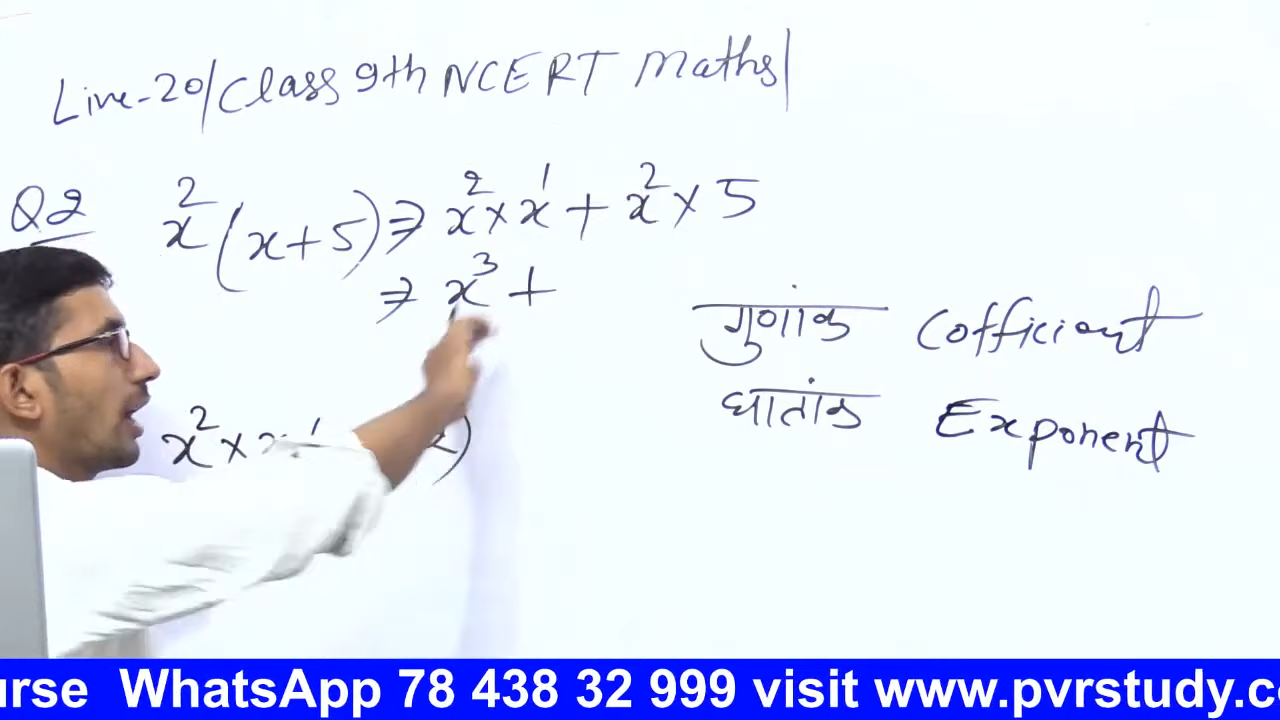 Live-20/Class 9th NCERT Maths/
Q2 x²(x+5) ⇒ x² × x¹ + x² × 5
⇒ x³ +
गुणांक Cofficient
घातांक Exponent
x² × x
urse WhatsApp 78 438 32 999 visit www.pvrstudy.c